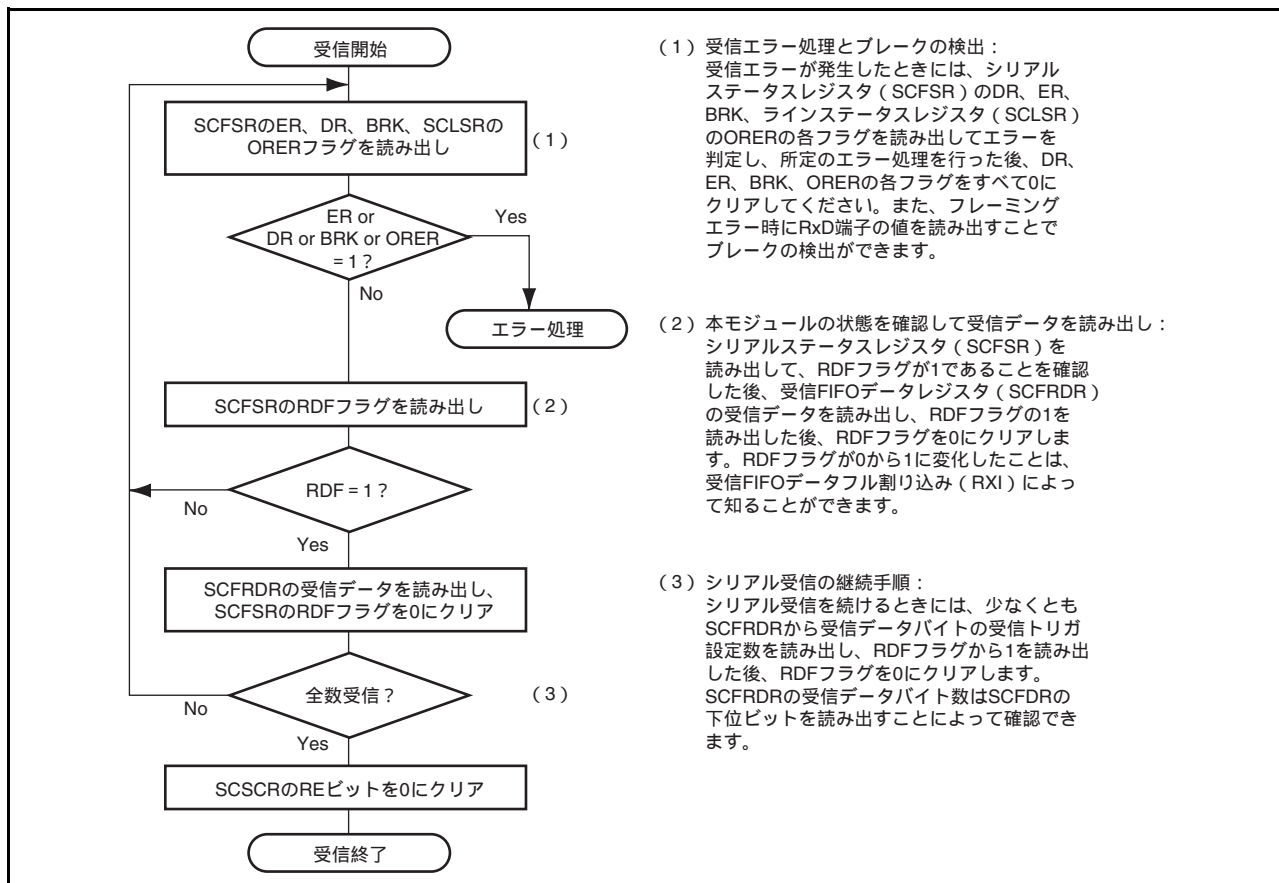 受信開始
SCFSRのER、DR、BRK、SCLSRの
ORERフラグを読み出し
（1）
ER or
DR or BRK or ORER
= 1？
Yes
No
エラー処理
SCFSRのRDFフラグを読み出し
（2）
RDF = 1？
No
Yes
SCFRDRの受信データを読み出し、
SCFSRのRDFフラグを0にクリア
全数受信？
（3）
No
Yes
SCSCRのREビットを0にクリア
受信終了
（1）受信エラー処理とブレークの検出：
受信エラーが発生したときには、シリアル
ステータスレジスタ（SCFSR）のDR、ER、
BRK、ラインステータスレジスタ（SCLSR）
のORERの各フラグを読み出してエラーを
判定し、所定のエラー処理を行った後、DR、
ER、BRK、ORERの各フラグをすべて0に
クリアしてください。また、フレーミング
エラー時にRxD端子の値を読み出すことで
ブレークの検出ができます。
（2）本モジュールの状態を確認して受信データを読み出し：
シリアルステータスレジスタ（SCFSR）を
読み出して、RDFフラグが1であることを確認
した後、受信FIFOデータレジスタ（SCFRDR）
の受信データを読み出し、RDFフラグの1を
読み出した後、RDFフラグを0にクリアしま
す。RDFフラグが0から1に変化したことは、
受信FIFOデータフル割り込み（RXI）によっ
て知ることができます。
（3）シリアル受信の継続手順：
シリアル受信を続けるときには、少なくとも
SCFRDRから受信データバイトの受信トリガ
設定数を読み出し、RDFフラグから1を読み出
した後、RDFフラグを0にクリアします。
SCFRDRの受信データバイト数はSCFDRの
下位ビットを読み出すことによって確認でき
ます。